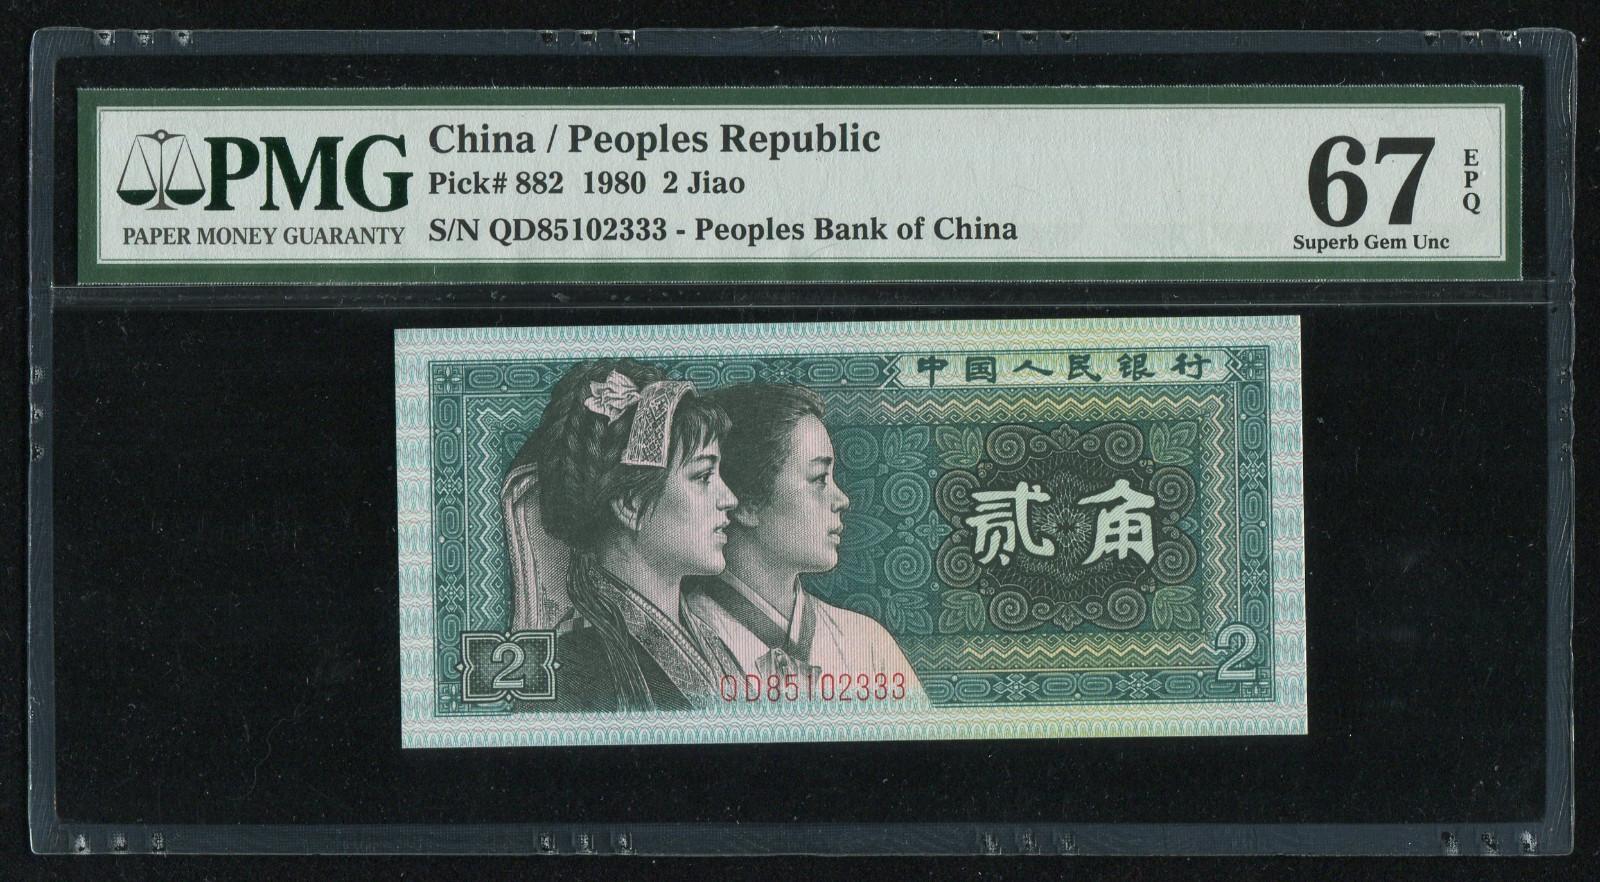 PMG
PAPER MONEY GUARANTY
China / Peoples Republic
Pick# 882 1980 2 Jiao
S/N QD85102333 - Peoples Bank of China
67
EPQ
Superb Gem Unc
中国人民银行
贰角
2
2
QD85102333